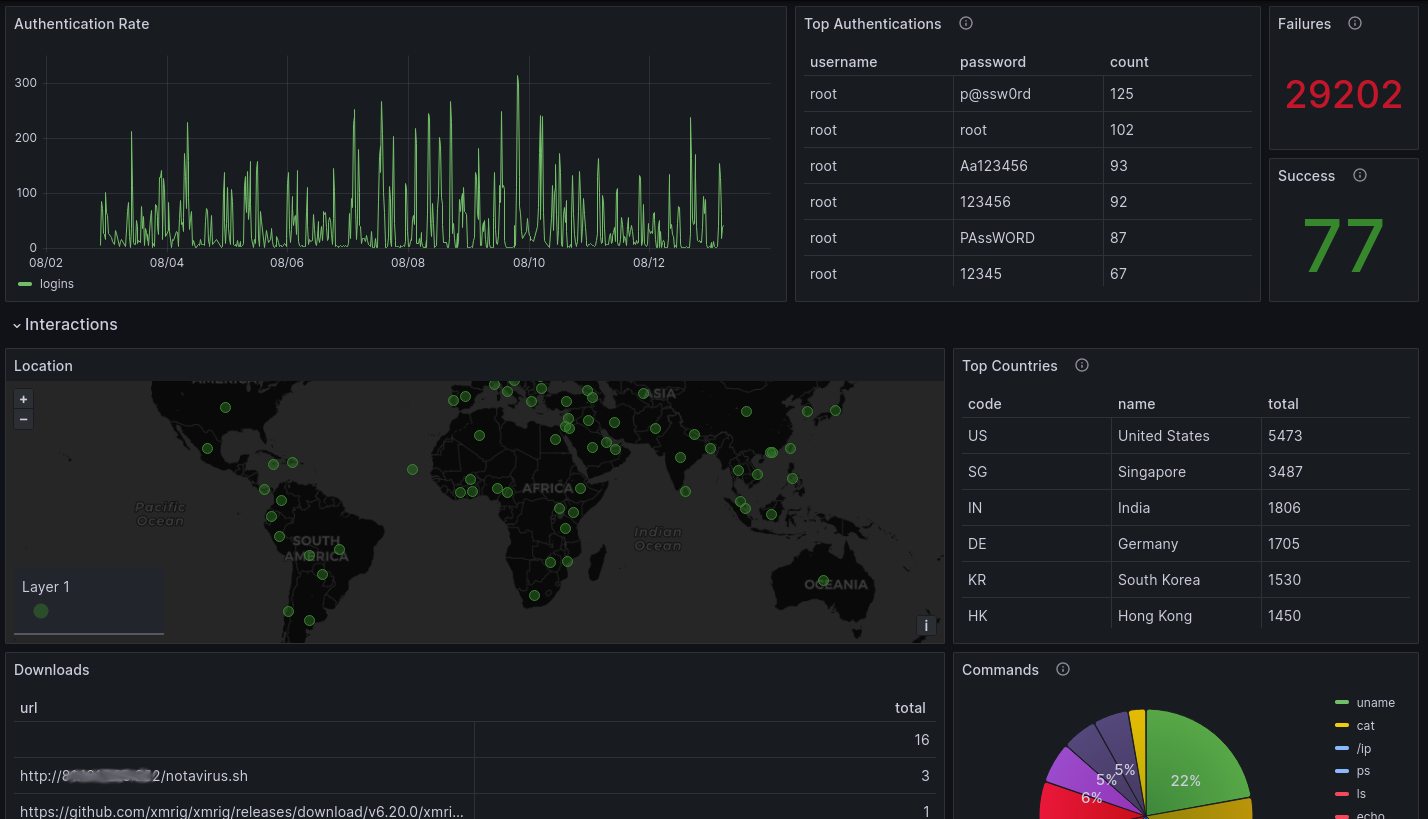 Authentication Rate
300
200
100
0
08/02 08/04 08/06 08/08 08/10 08/12
logins
Top Authentications
username password count
root p@ssw0rd 125
root root 102
root Aa123456 93
root 123456 92
root PAssWORD 87
root 12345 67
Failures
29202
Success
77
Interactions
Location
+
−
AMERICA
ASIA
Pacific
Ocean
AFRICA
SOUTH
AMERICA
Indian
Ocean
OCEANIA
Layer 1
i
Top Countries
code name total
US United States 5473
SG Singapore 3487
IN India 1806
DE Germany 1705
KR South Korea 1530
HK Hong Kong 1450
Downloads
url total
16
http:// 2/notavirus.sh 3
https://github.com/xmrig/xmrig/releases/download/v6.20.0/xmri... 1
Commands
5%
5%
6%
22%
uname
cat
/ip
ps
ls
echo